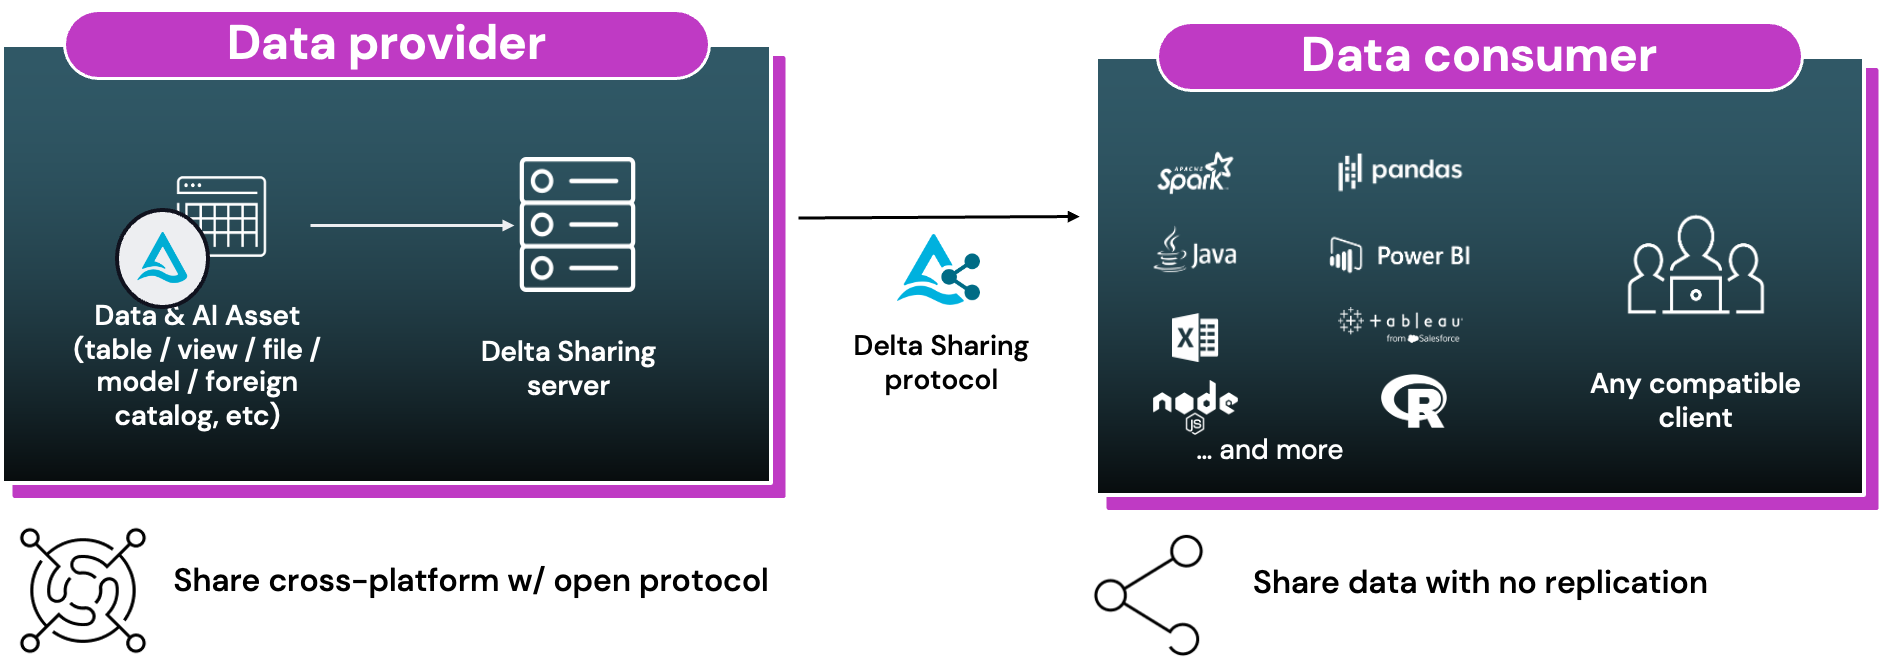 Data provider
Data & AI Asset
(table / view / file /
model / foreign
catalog, etc)
Delta Sharing
server
Delta Sharing
protocol
Data consumer
APACHE
Spark
pandas
Java
Power BI
X
+ a b | e a u
from Salesforce
node
JS
R
... and more
Any compatible
client
Share cross-platform w/ open protocol
Share data with no replication